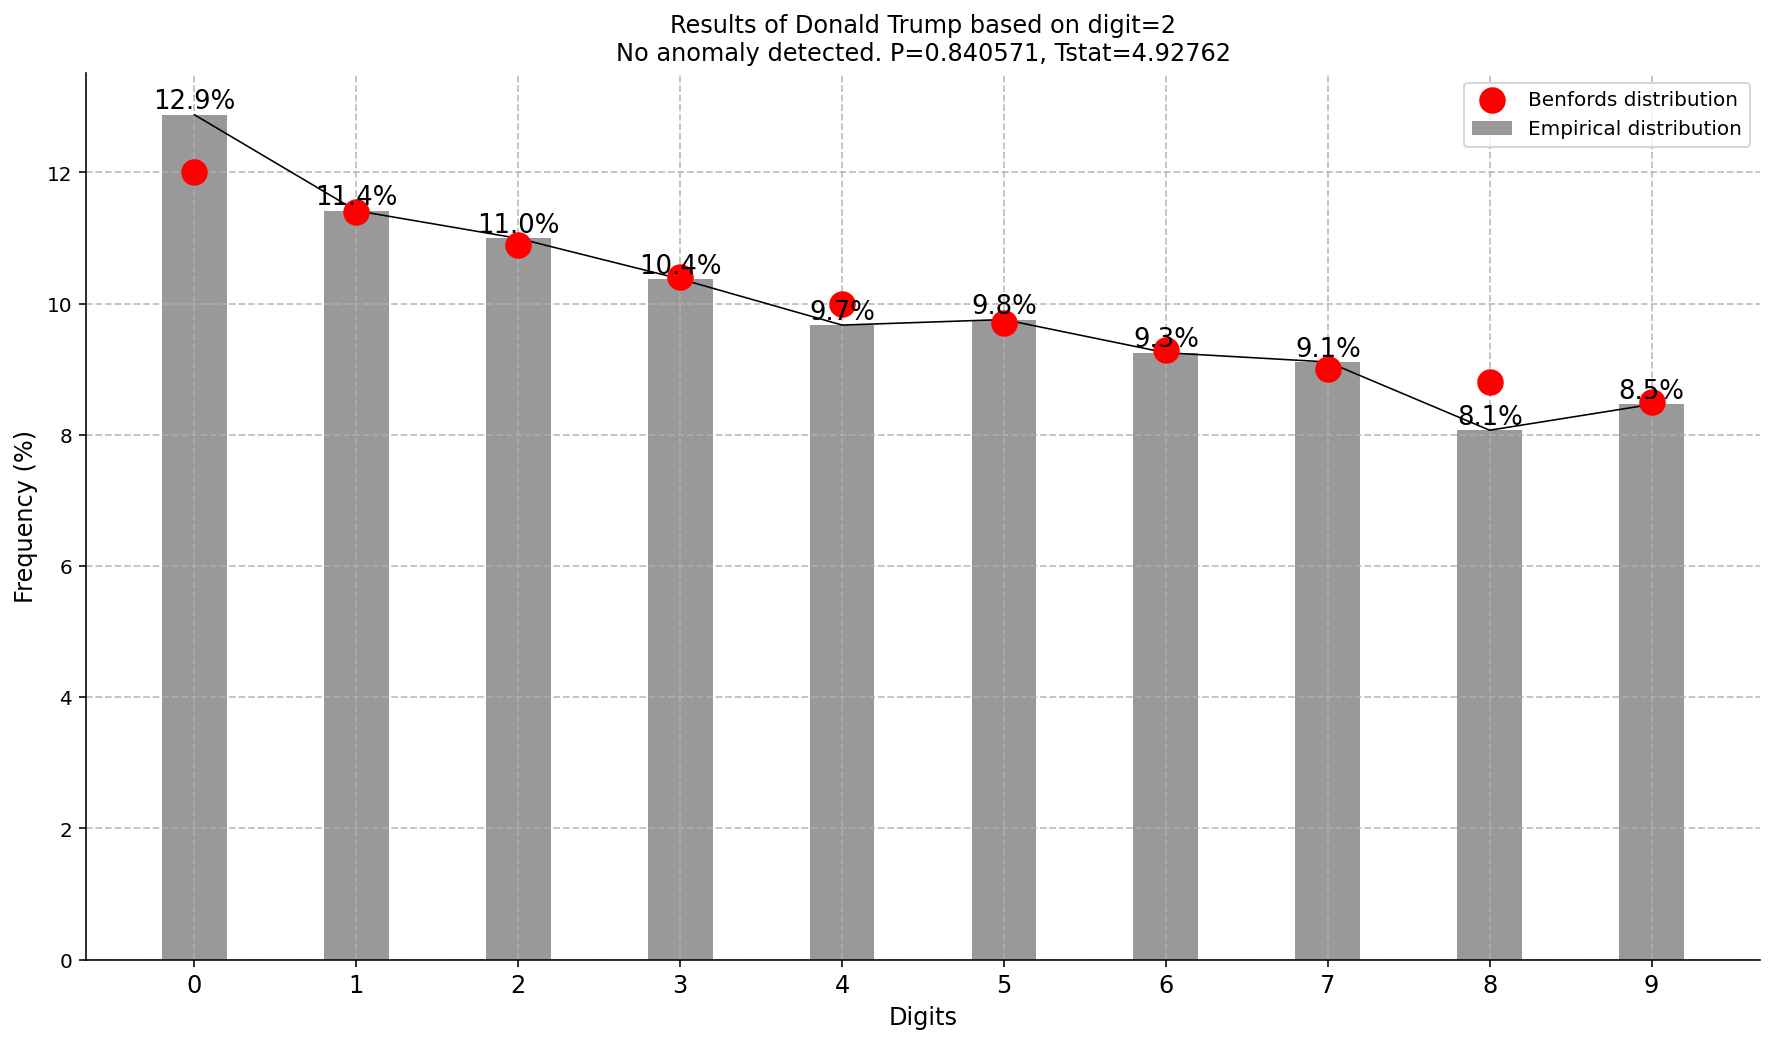 Results of Donald Trump based on digit=2
No anomaly detected. P=0.840571, Tstat=4.92762
Benfords distribution
Empirical distribution
12.9%
11.4%
11.0%
10.4%
9.7%
9.8%
9.3%
9.1%
8.1%
8.5%
Frequency (%)
12
10
8
6
4
2
0
0 1 2 3 4 5 6 7 8 9
Digits